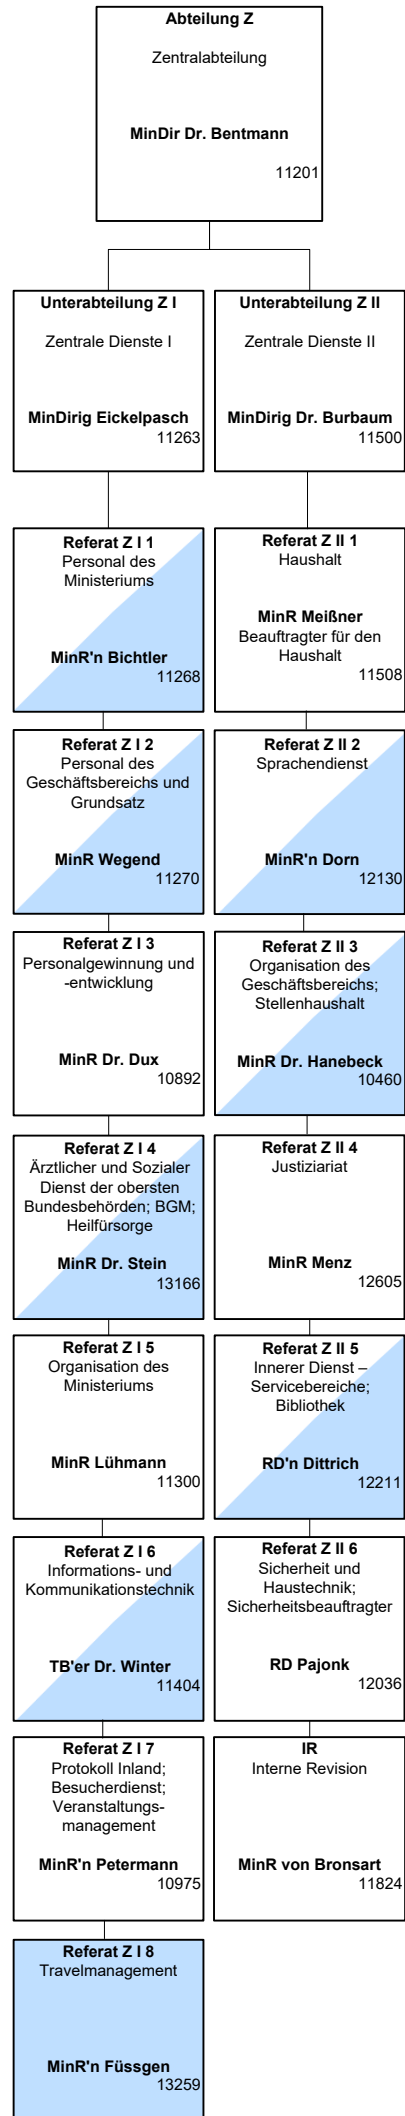 Abteilung Z
Zentralabteilung
MinDir Dr. Bentmann
11201
Unterabteilung Z I
Zentrale Dienste I
MinDirig Eickelpasch
11263
Unterabteilung Z II
Zentrale Dienste II
MinDirig Dr. Burbaum
11500
Referat Z I 1
Personal des
Ministeriums
MinR'n Bichtler
11268
Referat Z II 1
Haushalt
MinR Meißner
Beauftragter für den
Haushalt
11508
Referat Z I 2
Personal des
Geschäftsbereichs und
Grundsatz
MinR Wegend
11270
Referat Z II 2
Sprachendienst
MinR'n Dorn
12130
Referat Z I 3
Personalgewinnung und
-entwicklung
MinR Dr. Dux
10892
Referat Z II 3
Organisation des
Geschäftsbereichs;
Stellenhaushalt
MinR Dr. Hanebeck
10460
Referat Z I 4
Ärztlicher und Sozialer
Dienst der obersten
Bundesbehörden; BGM;
Heilfürsorge
MinR Dr. Stein
13166
Referat Z II 4
Justiziariat
MinR Menz
12605
Referat Z I 5
Organisation des
Ministeriums
MinR Lühmann
11300
Referat Z II 5
Innerer Dienst –
Servicebereiche;
Bibliothek
RD'n Dittrich
12211
Referat Z I 6
Informations- und
Kommunikationstechnik
TB'er Dr. Winter
11404
Referat Z II 6
Sicherheit und
Haustechnik;
Sicherheitsbeauftragter
RD Pajonk
12036
Referat Z I 7
Protokoll Inland;
Besucherdienst;
Veranstaltungs-
management
MinR'n Petermann
10975
IR
Interne Revision
MinR von Bronsart
11824
Referat Z I 8
Travelmanagement
MinR'n Füssgen
13259